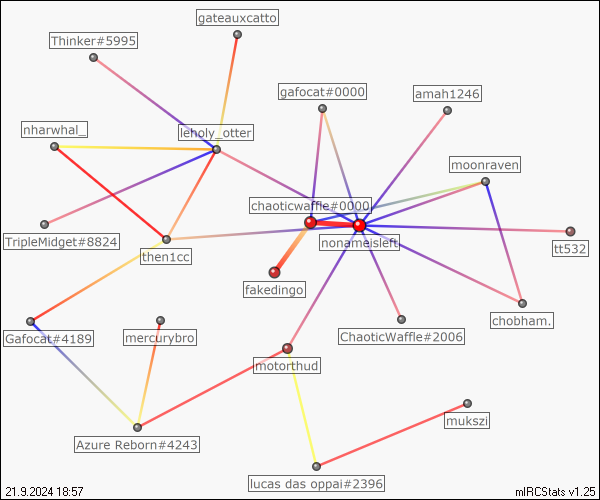 gateauxcatto
Thinker#5995
gafocat#0000
amah1246
nharwhal_
leholy_otter
moonraven
chaoticwaffle#0000
nonameisleft
TripleMidget#8824
then1cc
tt532
fakedingo
chobham.
Gafocat#4189
mercurybro
ChaoticWaffle#2006
motorthud
mukszi
Azure Reborn#4243
lucas das oppai#2396
21.9.2024 18:57
mIRCStats v1.25